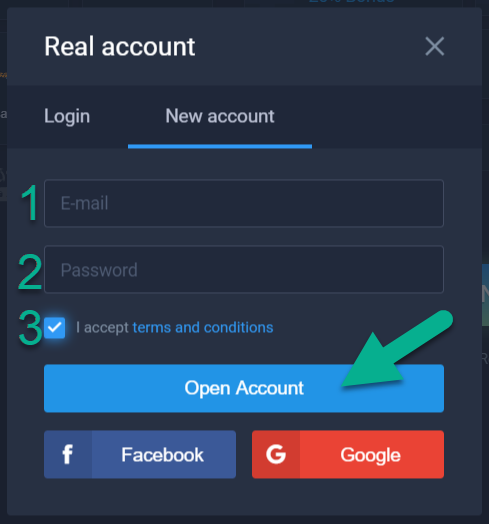 Real account
Login New account
1 E-mail
2 Password
3 I accept terms and conditions
Open Account
f Facebook
G Google